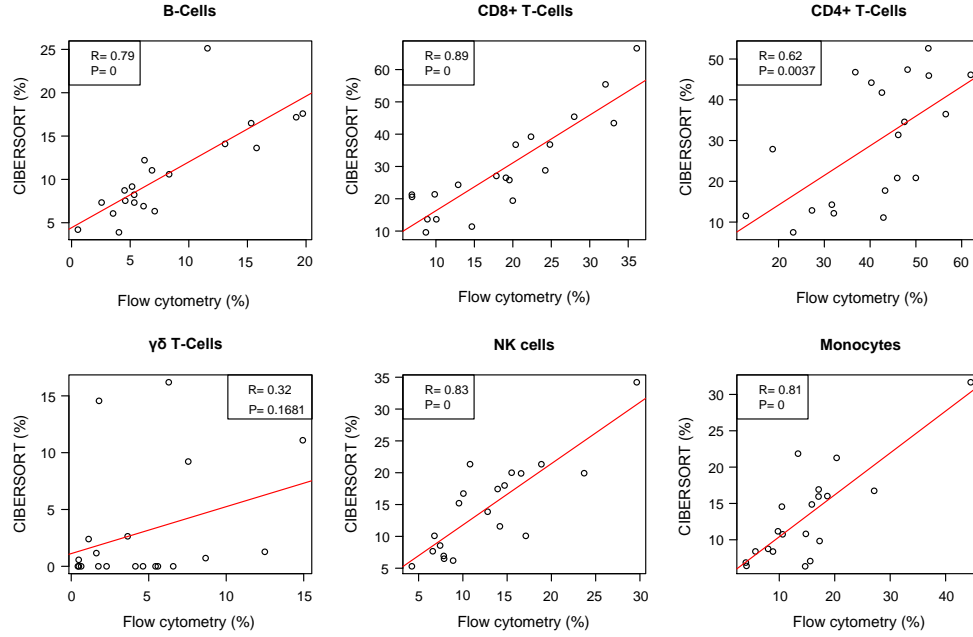 B-Cells
R= 0.79
P= 0
CIBERSORT (%)
25
20
15
10
5
0 5 10 15 20
Flow cytometry (%)
CD8+ T-Cells
R= 0.89
P= 0
CIBERSORT (%)
60
50
40
30
20
10
10 15 20 25 30 35
Flow cytometry (%)
CD4+ T-Cells
R= 0.62
P= 0.0037
CIBERSORT (%)
50
40
30
20
10
20 30 40 50 60
Flow cytometry (%)
γδ T-Cells
R= 0.32
P= 0.1681
CIBERSORT (%)
15
10
5
0
0 5 10 15
Flow cytometry (%)
NK cells
R= 0.83
P= 0
CIBERSORT (%)
35
30
25
20
15
10
5
5 10 15 20 25 30
Flow cytometry (%)
Monocytes
R= 0.81
P= 0
CIBERSORT (%)
30
25
20
15
10
10 20 30 40
Flow cytometry (%)